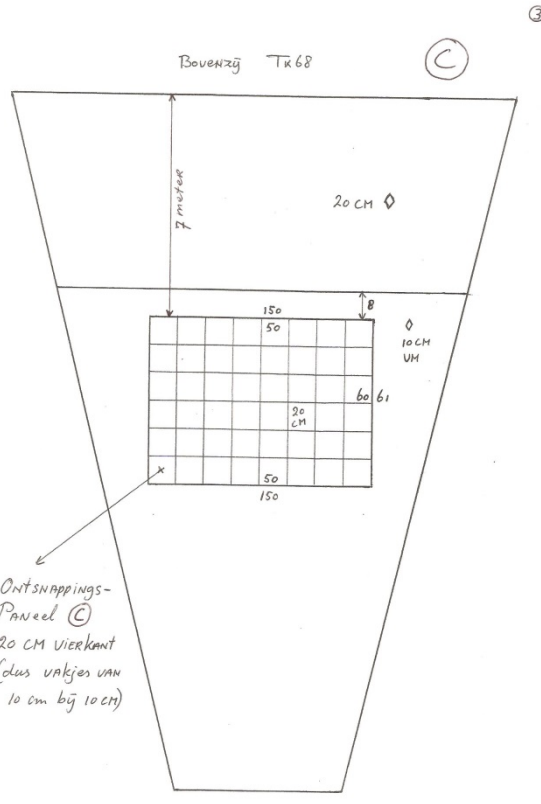 ③
Bovenzij TK68
Ⓒ
7 meter
20 CM
8
150
50
10 CM
VM
60 61
20
CM
50
150
x
Ontsnappings-
Paneel Ⓒ
20 CM vierkant
(dus vakjes van
10 cm bij 10 CM)